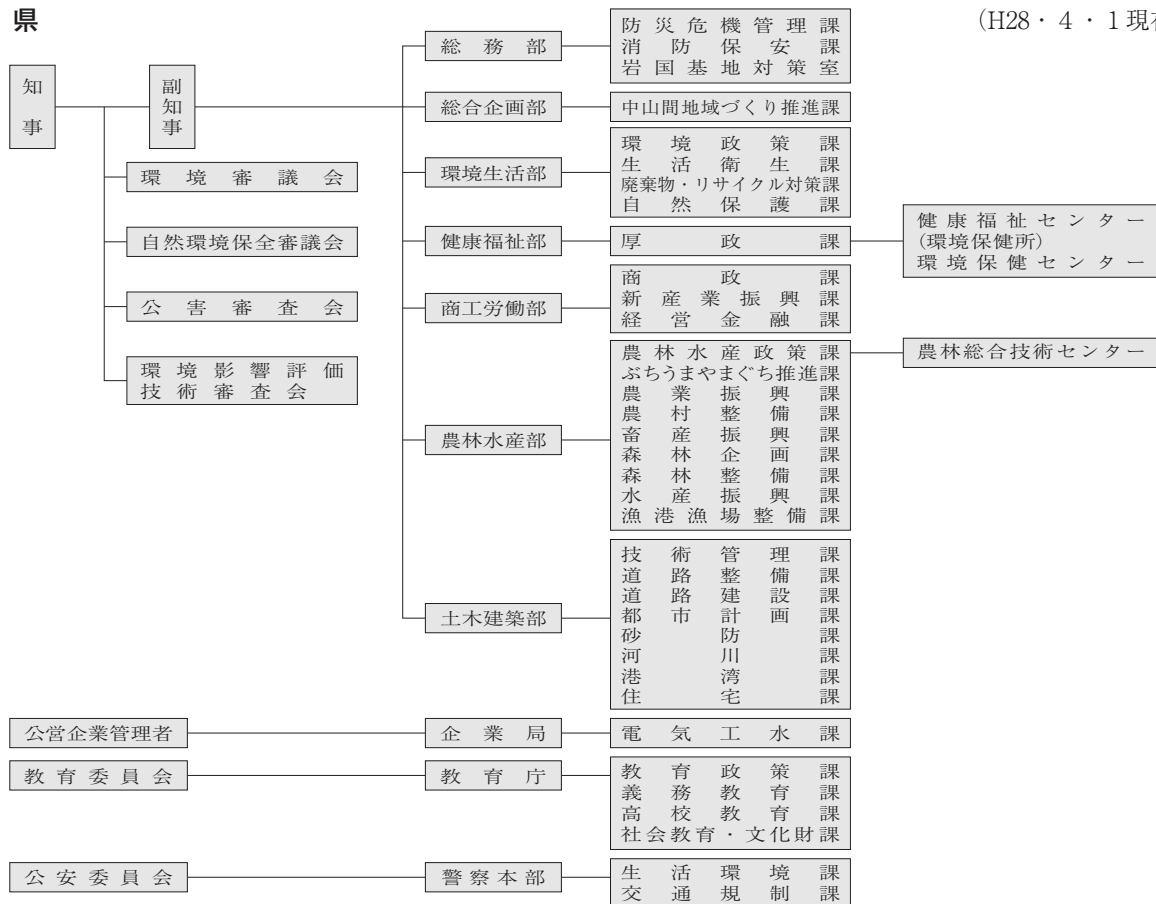 県
(H28・4・1現在
知事
副知事
環境審議会
自然環境保全審議会
公害審査会
環境影響評価
技術審査会
総務部
防災危機管理課
消防保安課
岩国基地対策室
総合企画部
中山間地域づくり推進課
環境生活部
環境政策課
生活衛生課
廃棄物・リサイクル対策課
自然保護課
健康福祉部
厚政課
健康福祉センター
(環境保健所)
環境保健センター
商工労働部
商政課
新産業振興課
経営金融課
農林水産部
農林水産政策課
ぶちうまやまぐち推進課
農業振興課
農村整備課
畜産振興課
森林企画課
森林整備課
水産振興課
漁港漁場整備課
農林総合技術センター
土木建築部
技術管理課
道路整備課
道路建設課
都市計画課
砂防課
河川課
港湾課
住宅課
公営企業管理者
企業局
電気工水課
教育委員会
教育庁
教育政策課
義務教育課
高校教育課
社会教育・文化財課
公安委員会
警察本部
生活環境課
交通規制課